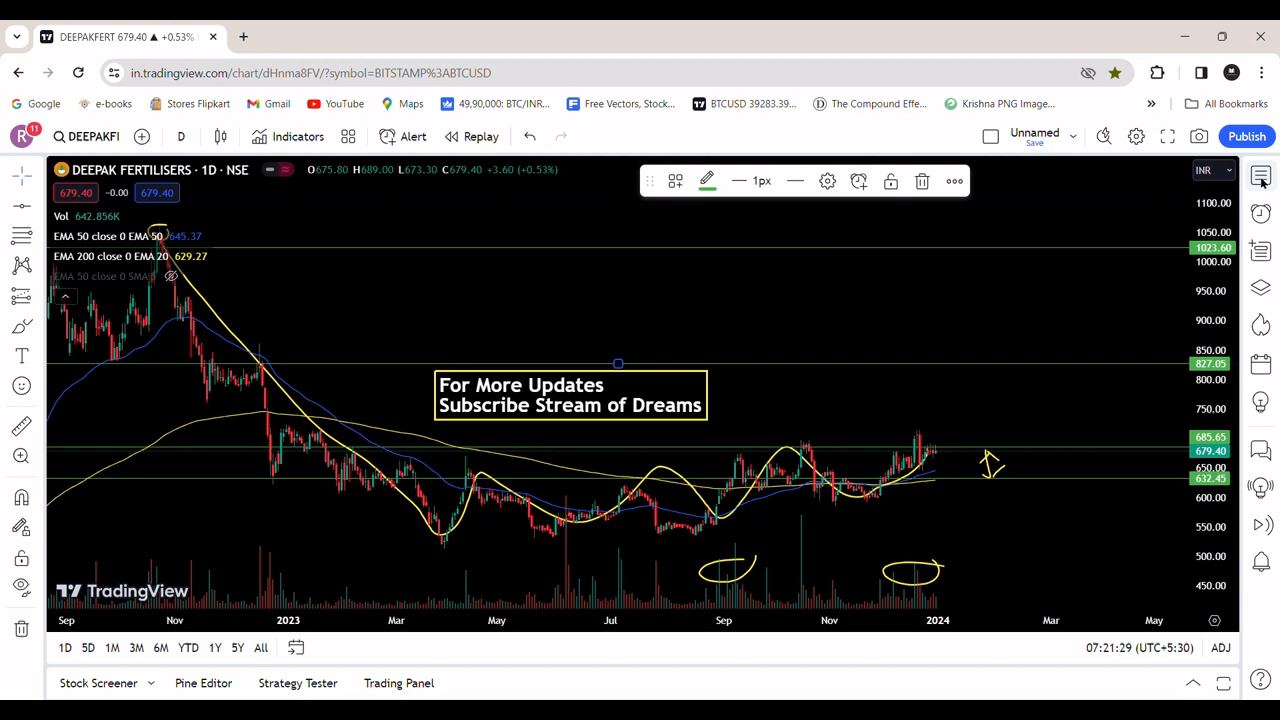 DEEPAKFERT 679.40 ▲ +0.53%
in.tradingview.com/chart/dHnma8FV/?symbol=BITSTAMP%3ABTCUSD
Google e-books Stores Flipkart Gmail YouTube Maps 49,90,000: BTC/INR... Free Vectors, Stock... BTCUSD 39283.39... The Compound Effe... Krishna PNG Image... » All Bookmarks
R 11 DEEPAKFI D Indicators Alert Replay Unnamed Save Publish
DEEPAK FERTILISERS · 1D · NSE O675.80 H689.00 L673.30 C679.40 +3.60 (+0.53%)
1px
INR
679.40 -0.00 679.40
Vol 642.856K
EMA 50 close 0 EMA 50 645.37
EMA 200 close 0 EMA 20 629.27
EMA 50 close 0 SMA 5
1100.00
1050.00
1023.60
1000.00
950.00
900.00
850.00
827.05
800.00
750.00
685.65
679.40
650.00
632.45
600.00
550.00
500.00
450.00
For More Updates
Subscribe Stream of Dreams
TradingView
Sep Nov 2023 Mar May Jul Sep Nov 2024 Mar May
1D 5D 1M 3M 6M YTD 1Y 5Y All 07:21:29 (UTC+5:30) ADJ
Stock Screener Pine Editor Strategy Tester Trading Panel